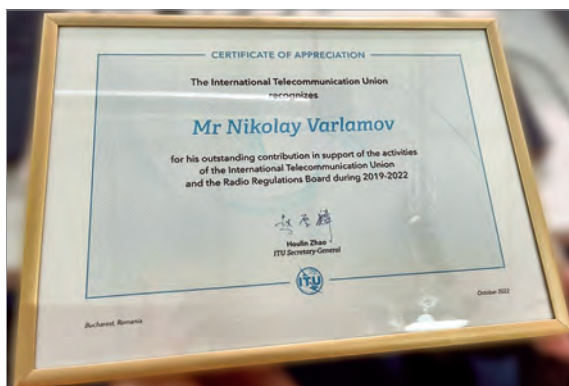 CERTIFICATE OF APPRECIATION
The International Telecommunication Union
recognizes
Mr Nikolay Varlamov
for his outstanding contribution in support of the activities
of the International Telecommunication Union
and the Radio Regulations Board during 2019-2022
Houlin Zhao
ITU Secretary-General
ITU
Bucharest, Romania
October 2022